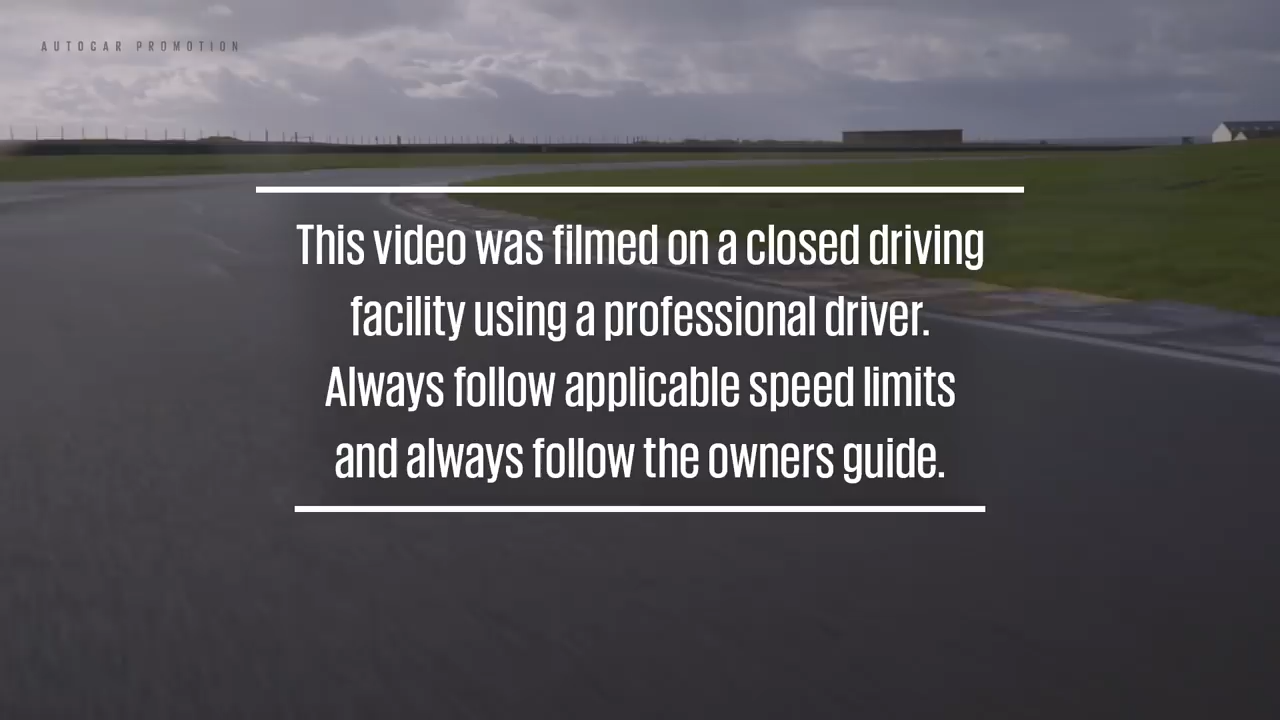 AUTOCAR PROMOTION
This video was filmed on a closed driving
facility using a professional driver.
Always follow applicable speed limits
and always follow the owners guide.